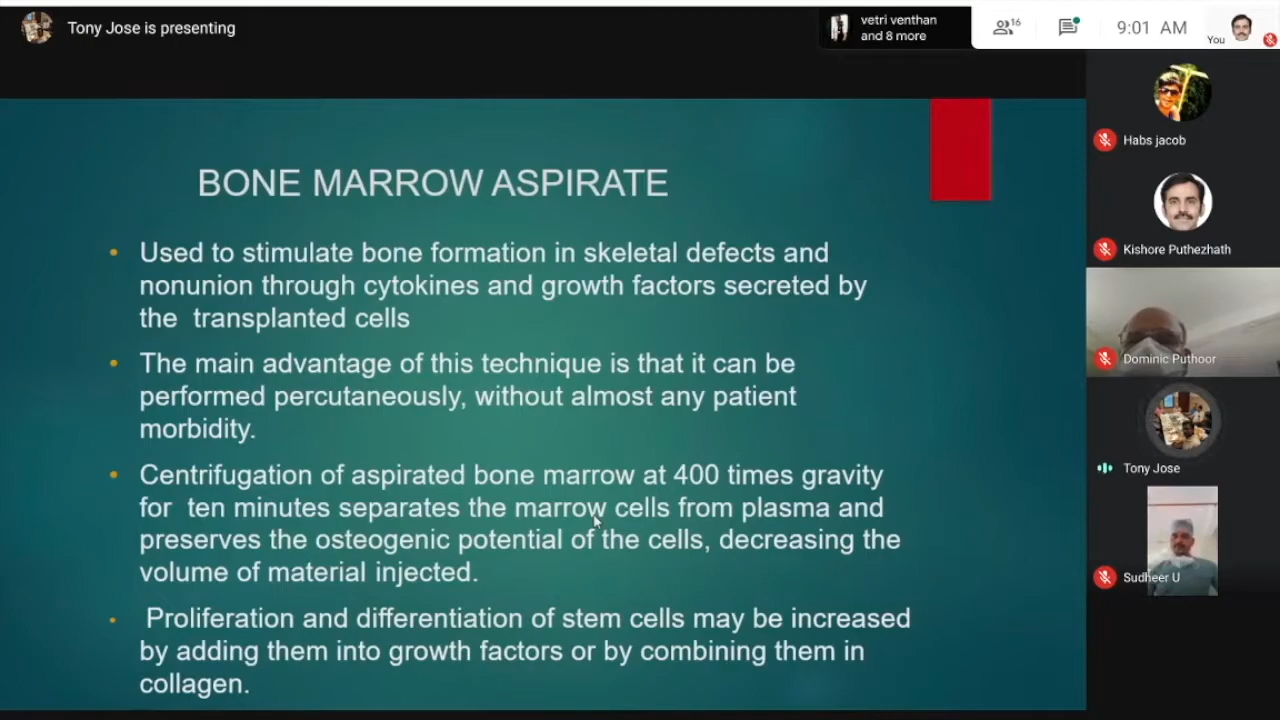 Tony Jose is presenting
vetri venthan
and 8 more
16
9:01 AM
You
BONE MARROW ASPIRATE
• Used to stimulate bone formation in skeletal defects and
nonunion through cytokines and growth factors secreted by
the transplanted cells
• The main advantage of this technique is that it can be
performed percutaneously, without almost any patient
morbidity.
• Centrifugation of aspirated bone marrow at 400 times gravity
for ten minutes separates the marrow cells from plasma and
preserves the osteogenic potential of the cells, decreasing the
volume of material injected.
• Proliferation and differentiation of stem cells may be increased
by adding them into growth factors or by combining them in
collagen.
Habs jacob
Kishore Puthezhath
Dominic Puthoor
Tony Jose
Sudheer U